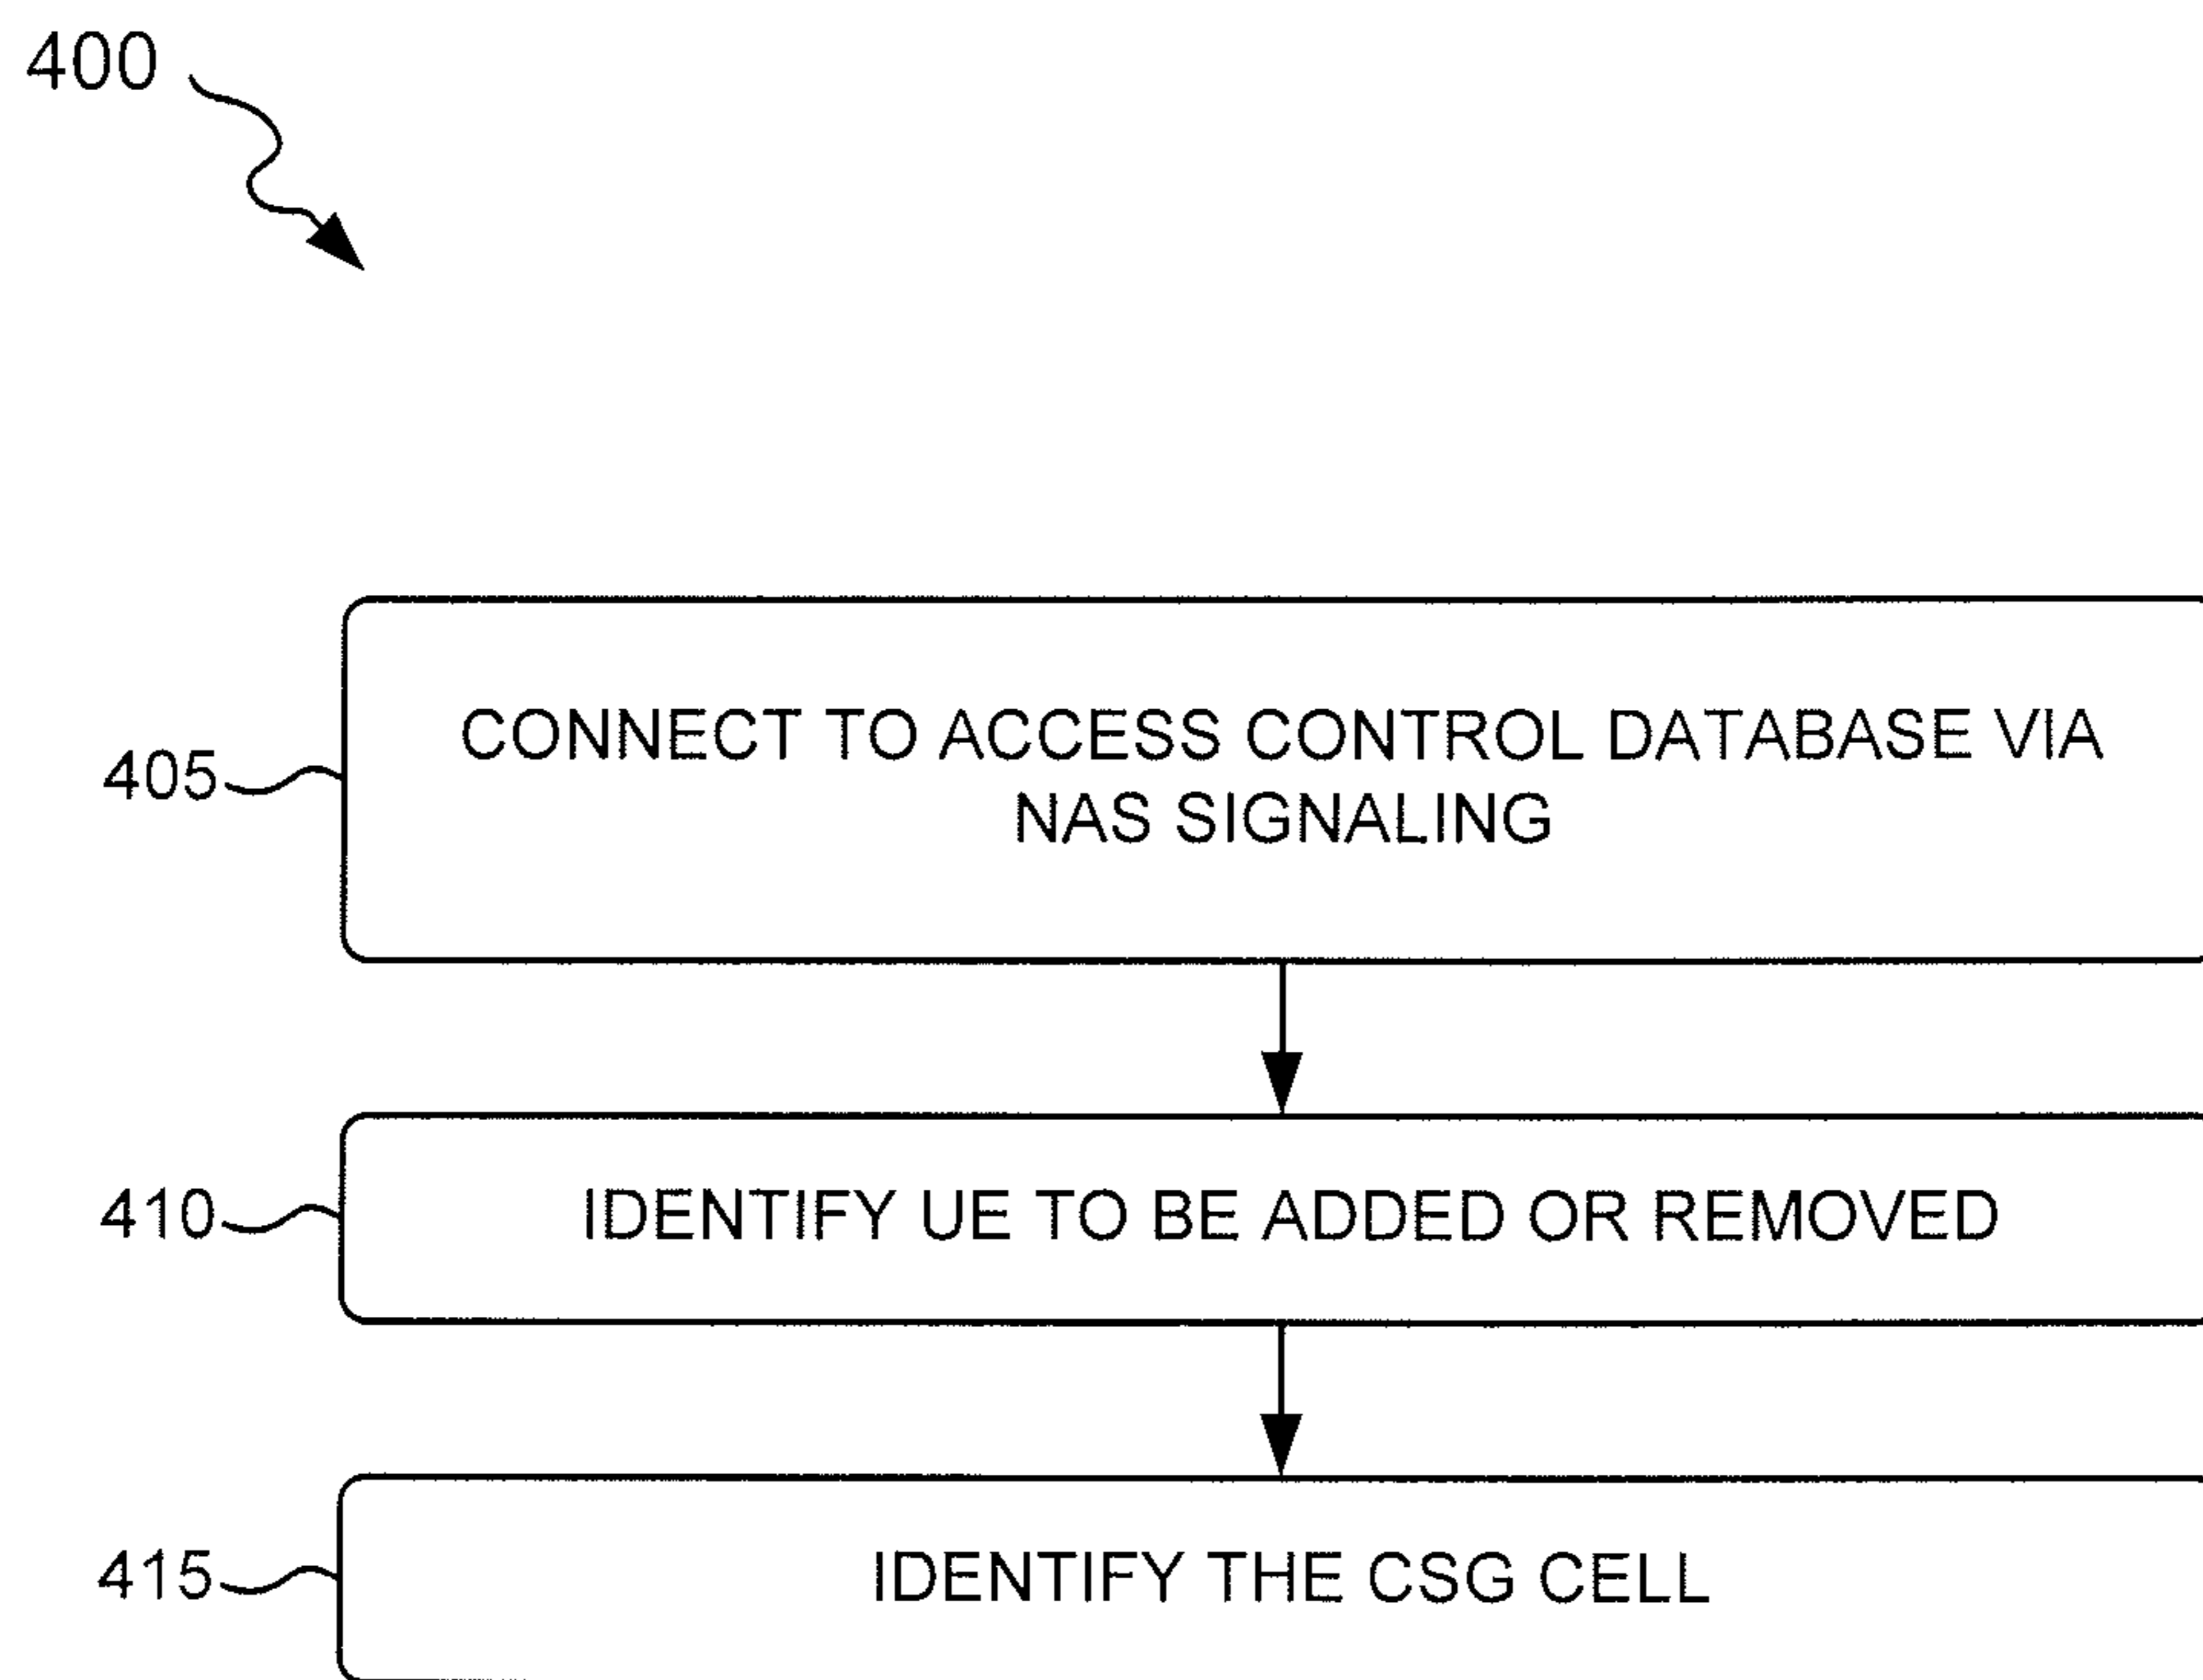 400
405
CONNECT TO ACCESS CONTROL DATABASE VIA
NAS SIGNALING
410
IDENTIFY UE TO BE ADDED OR REMOVED
415
IDENTIFY THE CSG CELL